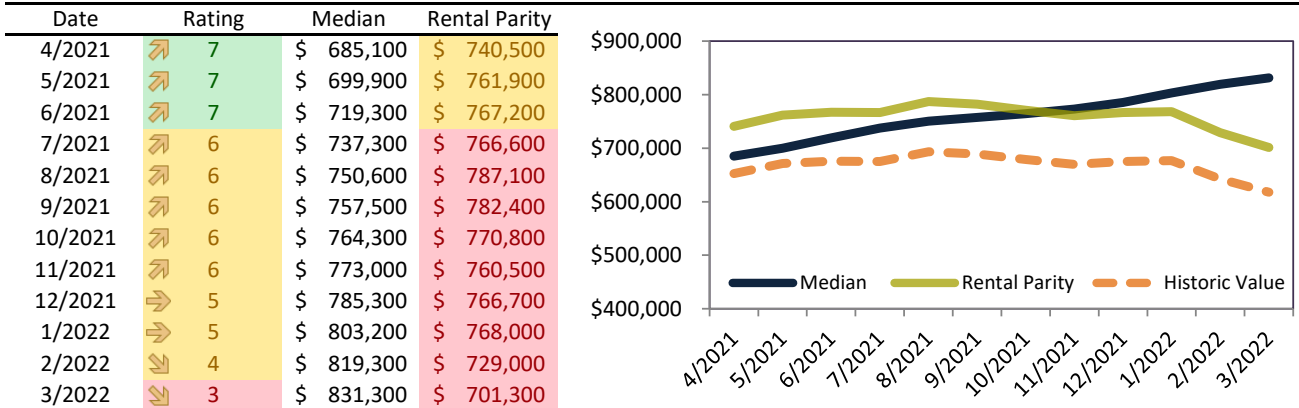 Date Rating Median Rental Parity
4/2021 7 $ 685,100 $ 740,500
5/2021 7 $ 699,900 $ 761,900
6/2021 7 $ 719,300 $ 767,200
7/2021 6 $ 737,300 $ 766,600
8/2021 6 $ 750,600 $ 787,100
9/2021 6 $ 757,500 $ 782,400
10/2021 6 $ 764,300 $ 770,800
11/2021 6 $ 773,000 $ 760,500
12/2021 5 $ 785,300 $ 766,700
1/2022 5 $ 803,200 $ 768,000
2/2022 4 $ 819,300 $ 729,000
3/2022 3 $ 831,300 $ 701,300
$900,000
$800,000
$700,000
$600,000
$500,000
$400,000
Median Rental Parity Historic Value
4/2021 5/2021 6/2021 7/2021 8/2021 9/2021 10/2021 11/2021 12/2021 1/2022 2/2022 3/2022